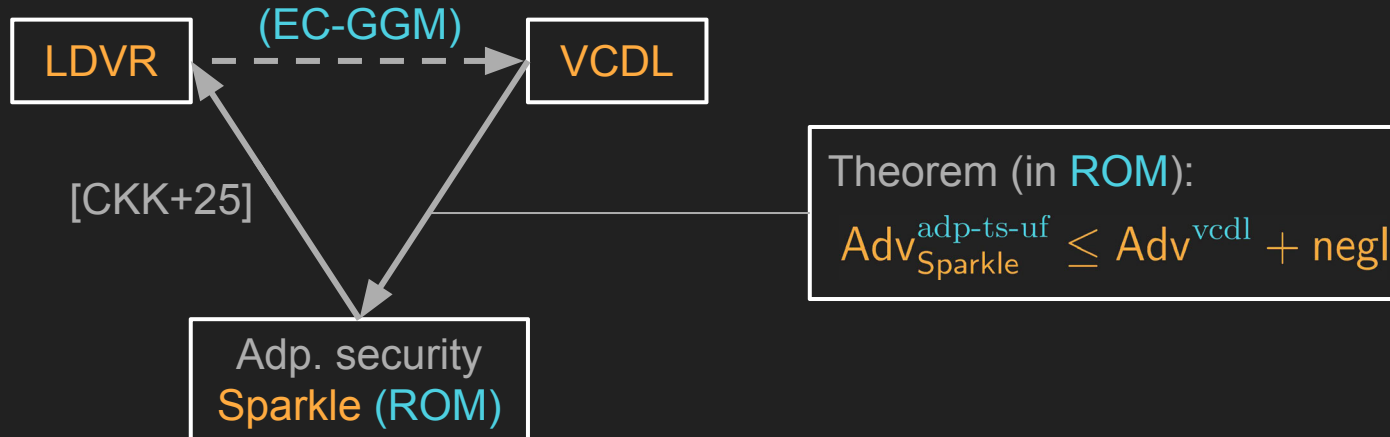 (EC-GGM)
LDVR
VCDL
[CKK+25]
Theorem (in ROM):
Adv^{adp-ts-uf}_{Sparkle} ≤ Adv^{vcdl} + negl
Adp. security
Sparkle (ROM)